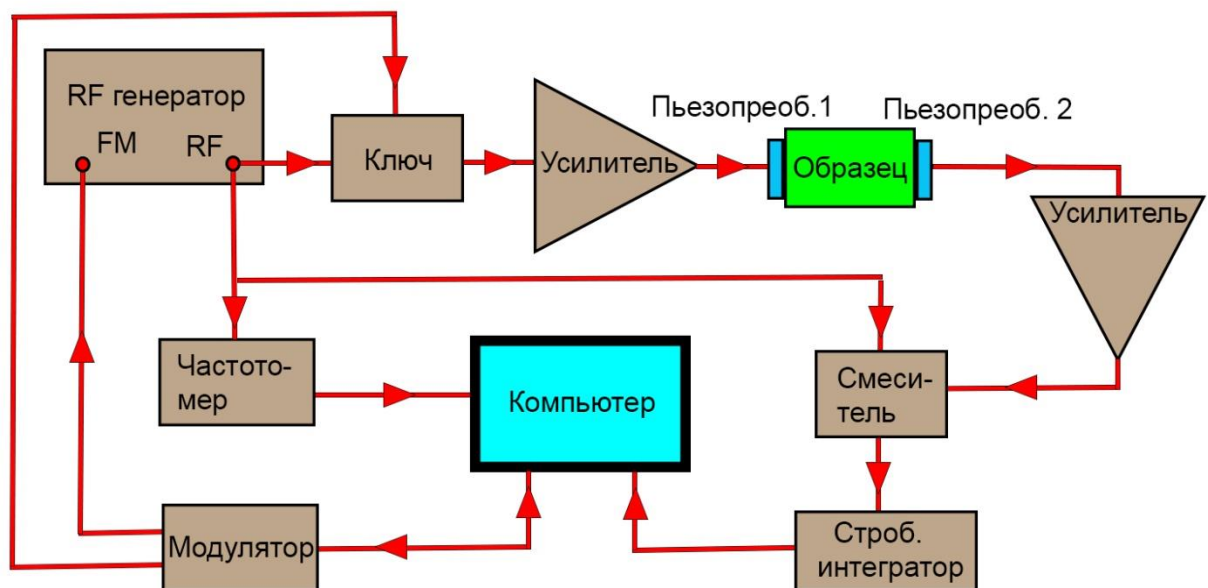 RF генератор
FM
RF
Ключ
Усилитель
Пьезопреоб.1
Пьезопреоб. 2
Образец
Усилитель
Частото-
мер
Компьютер
Смеси-
тель
Модулятор
Строб.
интегратор